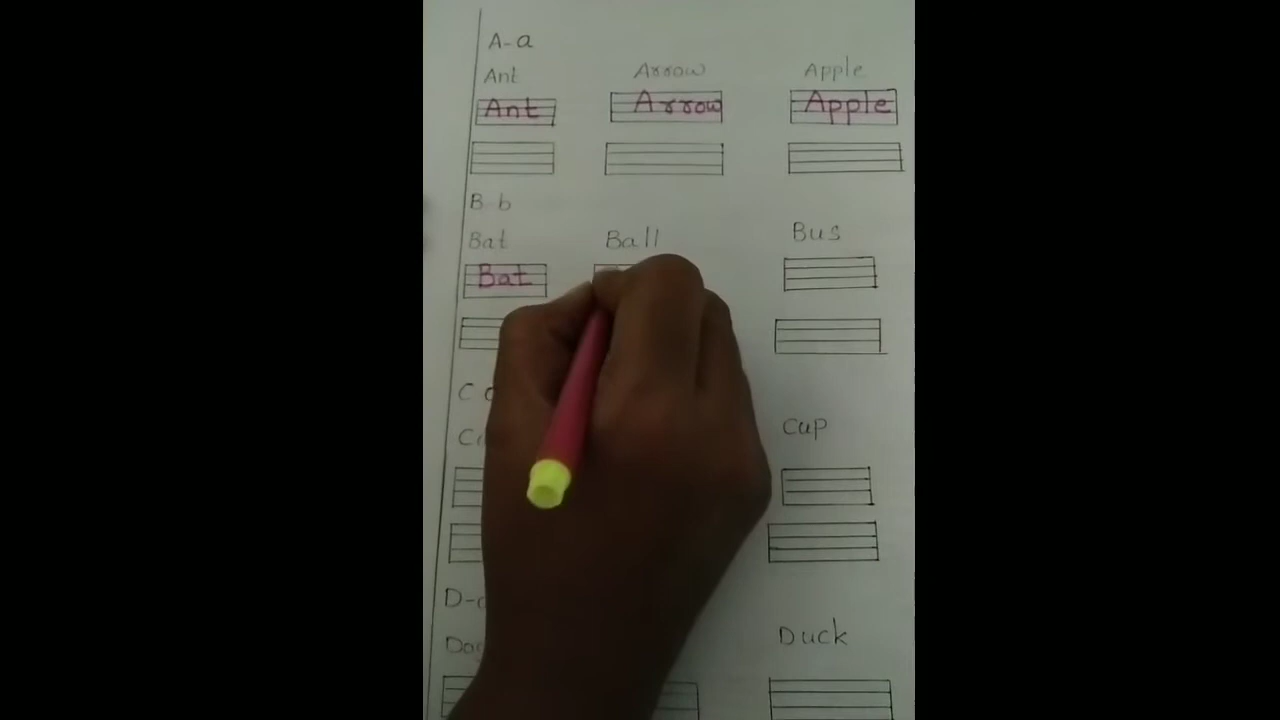 A-a
Ant Arrow Apple
Ant Arrow Apple
B b
Bat Ball Bus
Bat
C
Cup
D-
Duck